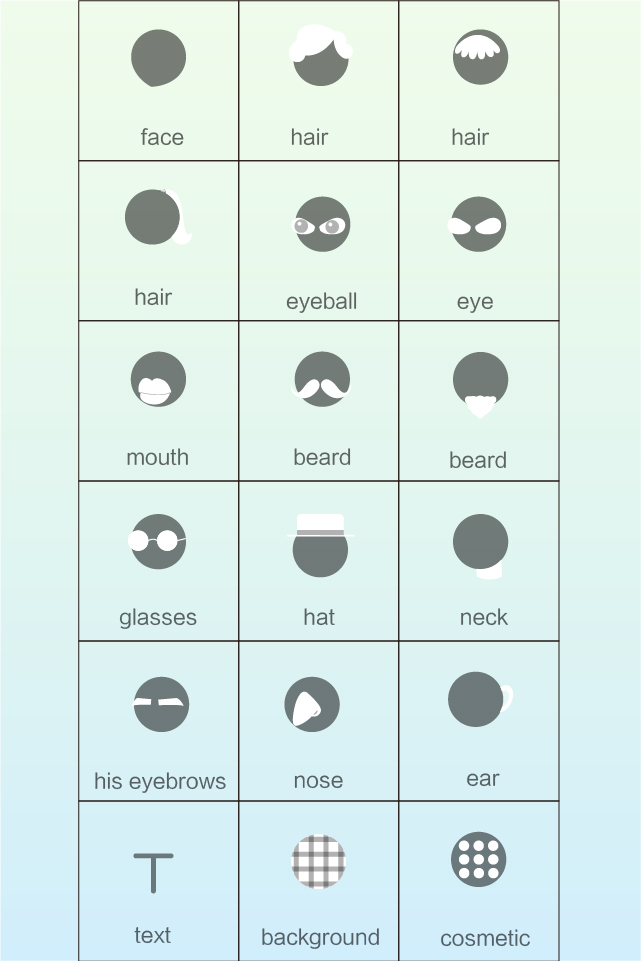 face
hair
hair
hair
eyeball
eye
mouth
beard
beard
glasses
hat
neck
his eyebrows
nose
ear
text
background
cosmetic